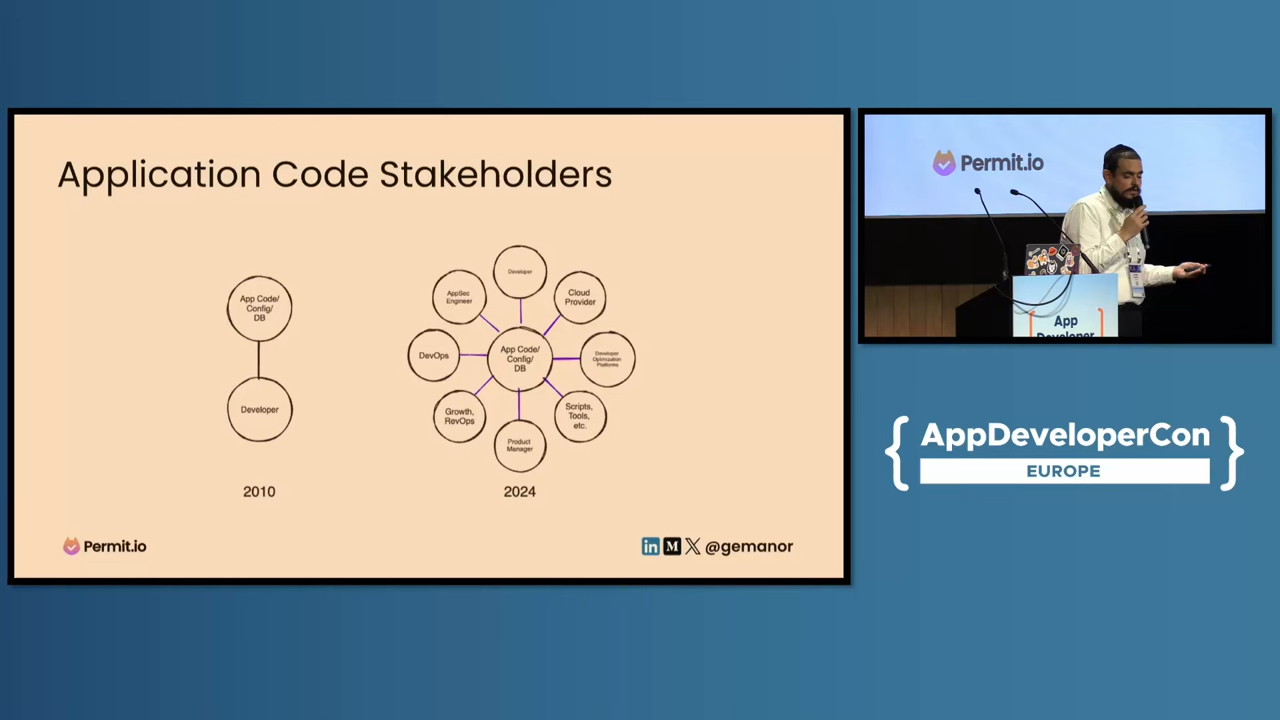 Application Code Stakeholders
App Code/
Config/
DB
Developer
2010
Developer
AppSec
Engineer
Cloud
Provider
DevOps
App Code/
Config/
DB
Developer
Optimization
Platforms
Growth,
RevOps
Scripts,
Tools,
etc.
Product
Manager
2024
Permit.io
in M X @gemanor
Permit.io
App
Developer
{ AppDeveloperCon }
EUROPE